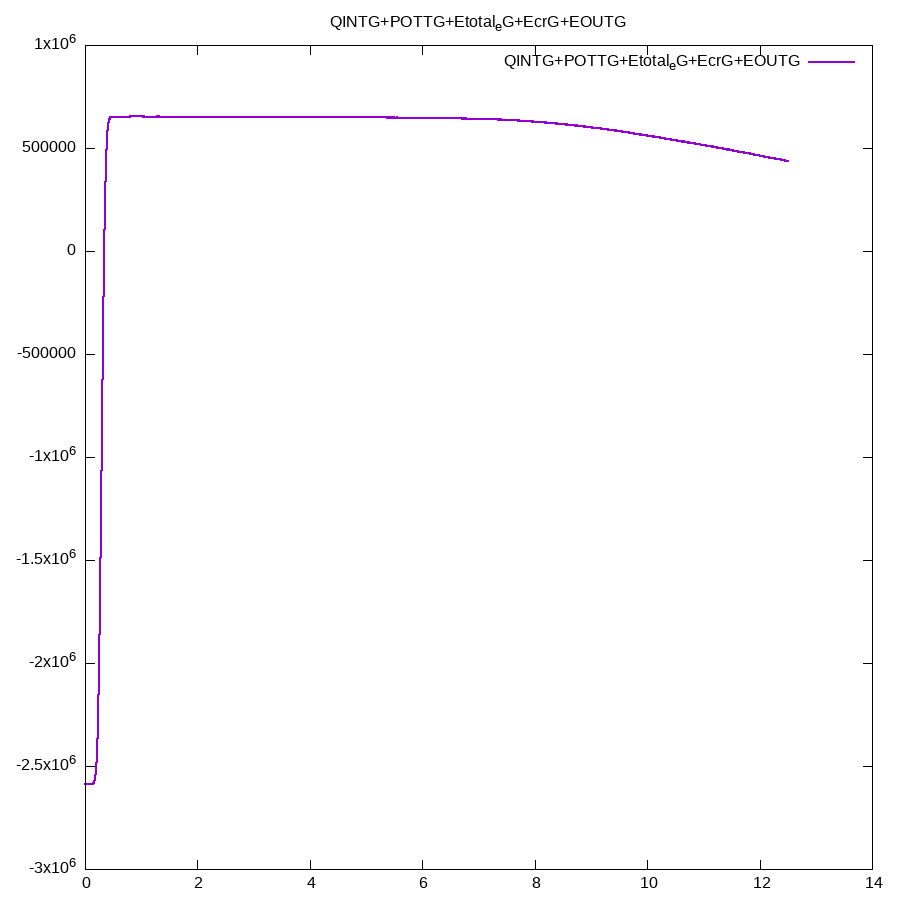 QINTG+POTTG+Etotal_eG+EcrG+EOUTG
1x10^6
QINTG+POTTG+Etotal_eG+EcrG+EOUTG
500000
0
-500000
-1x10^6
-1.5x10^6
-2x10^6
-2.5x10^6
-3x10^6
0 2 4 6 8 10 12 14